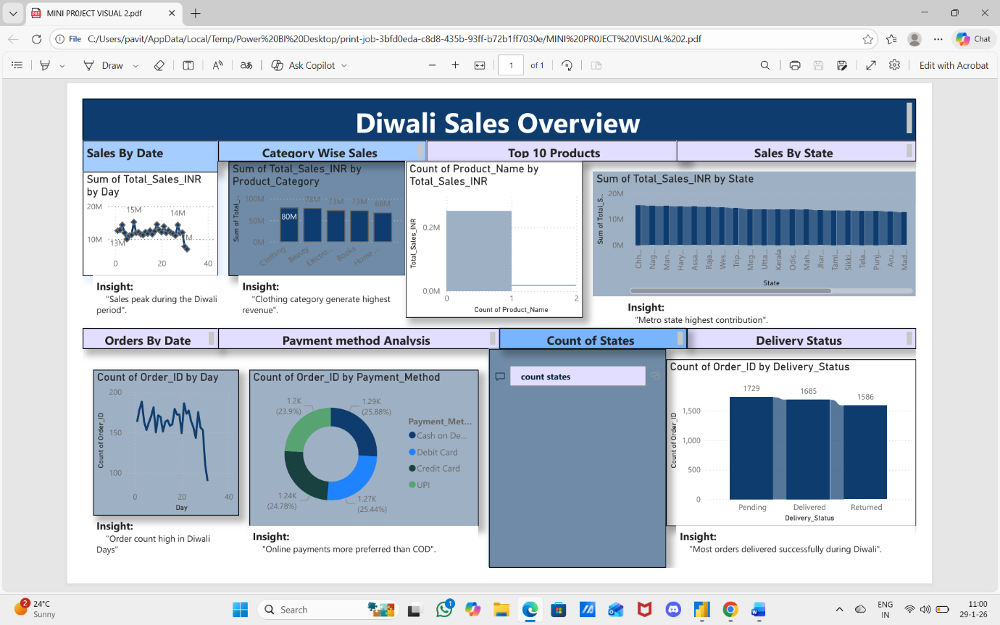 MINI PR0JECT VISUAL 2.pdf
File
C:/Users/pavit/AppData/Local/Temp/Power%20BI%20Desktop/print-job-3bfd0eda-c8d8-435b-93ff-b72b1ff7030e/MINI%20PR0JECT%20VISUAL%202.pdf
Chat
Draw
Ask Copilot
1
of 1
Edit with Acrobat
Diwali Sales Overview
Sales By Date
Category Wise Sales
Top 10 Products
Sales By State
Sum of Total_Sales_INR
by Day
20M
10M
15M
14M
13M
0
20
40
Insight:
"Sales peak during the Diwali
period".
Sum of Total_Sales_INR by
Product_Category
Sum of Total_...
100M
50M
0M
80M
78M
73M
73M
68M
Clothing
Beauty
Electro...
Books
Home ...
Insight:
"Clothing category generate highest
revenue".
Count of Product_Name by
Total_Sales_INR
Total_Sales_INR
0.2M
0.0M
0
1
2
Count of Product_Name
Sum of Total_Sales_INR by State
Sum of Total_S...
20M
10M
0M
Chh...
Nag...
Man...
Hary...
Assa...
Raja...
Wes...
Trip...
Meg...
Utta...
Kerala
Odis...
Mah...
Jhar...
Tami...
Sikki...
Tela...
Punj...
Aru...
Mad...
State
Insight:
"Metro state highest contribution".
Orders By Date
Payment method Analysis
Count of States
Delivery Status
Count of Order_ID by Day
Count of Order_ID
200
150
100
0
20
40
Day
Insight:
"Order count high in Diwali
Days"
Count of Order_ID by Payment_Method
1.2K
(23.9%)
1.29K
(25.88%)
1.24K
(24.78%)
1.27K
(25.44%)
Payment_Met...
Cash on De...
Debit Card
Credit Card
UPI
Insight:
"Online payments more preferred than COD".
count states
Count of Order_ID by Delivery_Status
Count of Order_ID
1,500
1,000
500
0
1729
1685
1586
Pending
Delivered
Returned
Delivery_Status
Insight:
"Most orders delivered successfully during Diwali".
2
24°C
Sunny
Search
1
ENG
IN
11:00
29-1-26